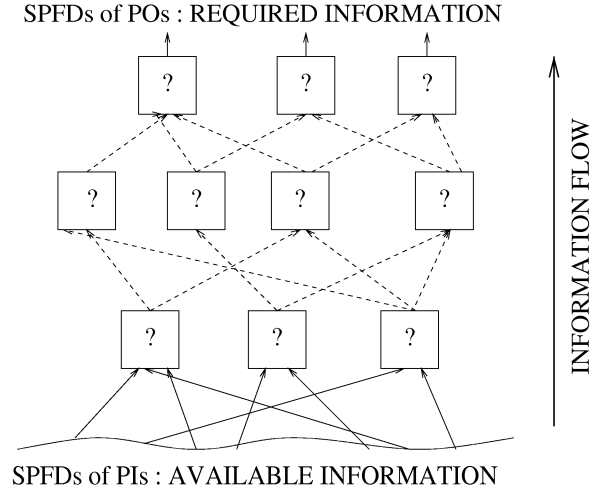 SPFDs of POs : REQUIRED INFORMATION
? ? ?
? ? ? ?
? ? ?
INFORMATION FLOW
SPFDs of PIs : AVAILABLE INFORMATION